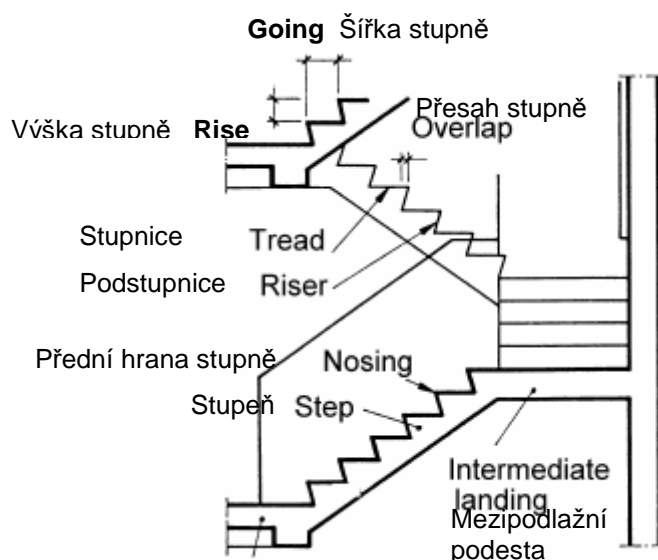 Going Šířka stupně
Přesah stupně
Výška stupně Rise Overlap
Stupnice Tread
Podstupnice Riser
Přední hrana stupně Nosing
Stupeň Step
Intermediate
landing
Mezipodlažní
podesta